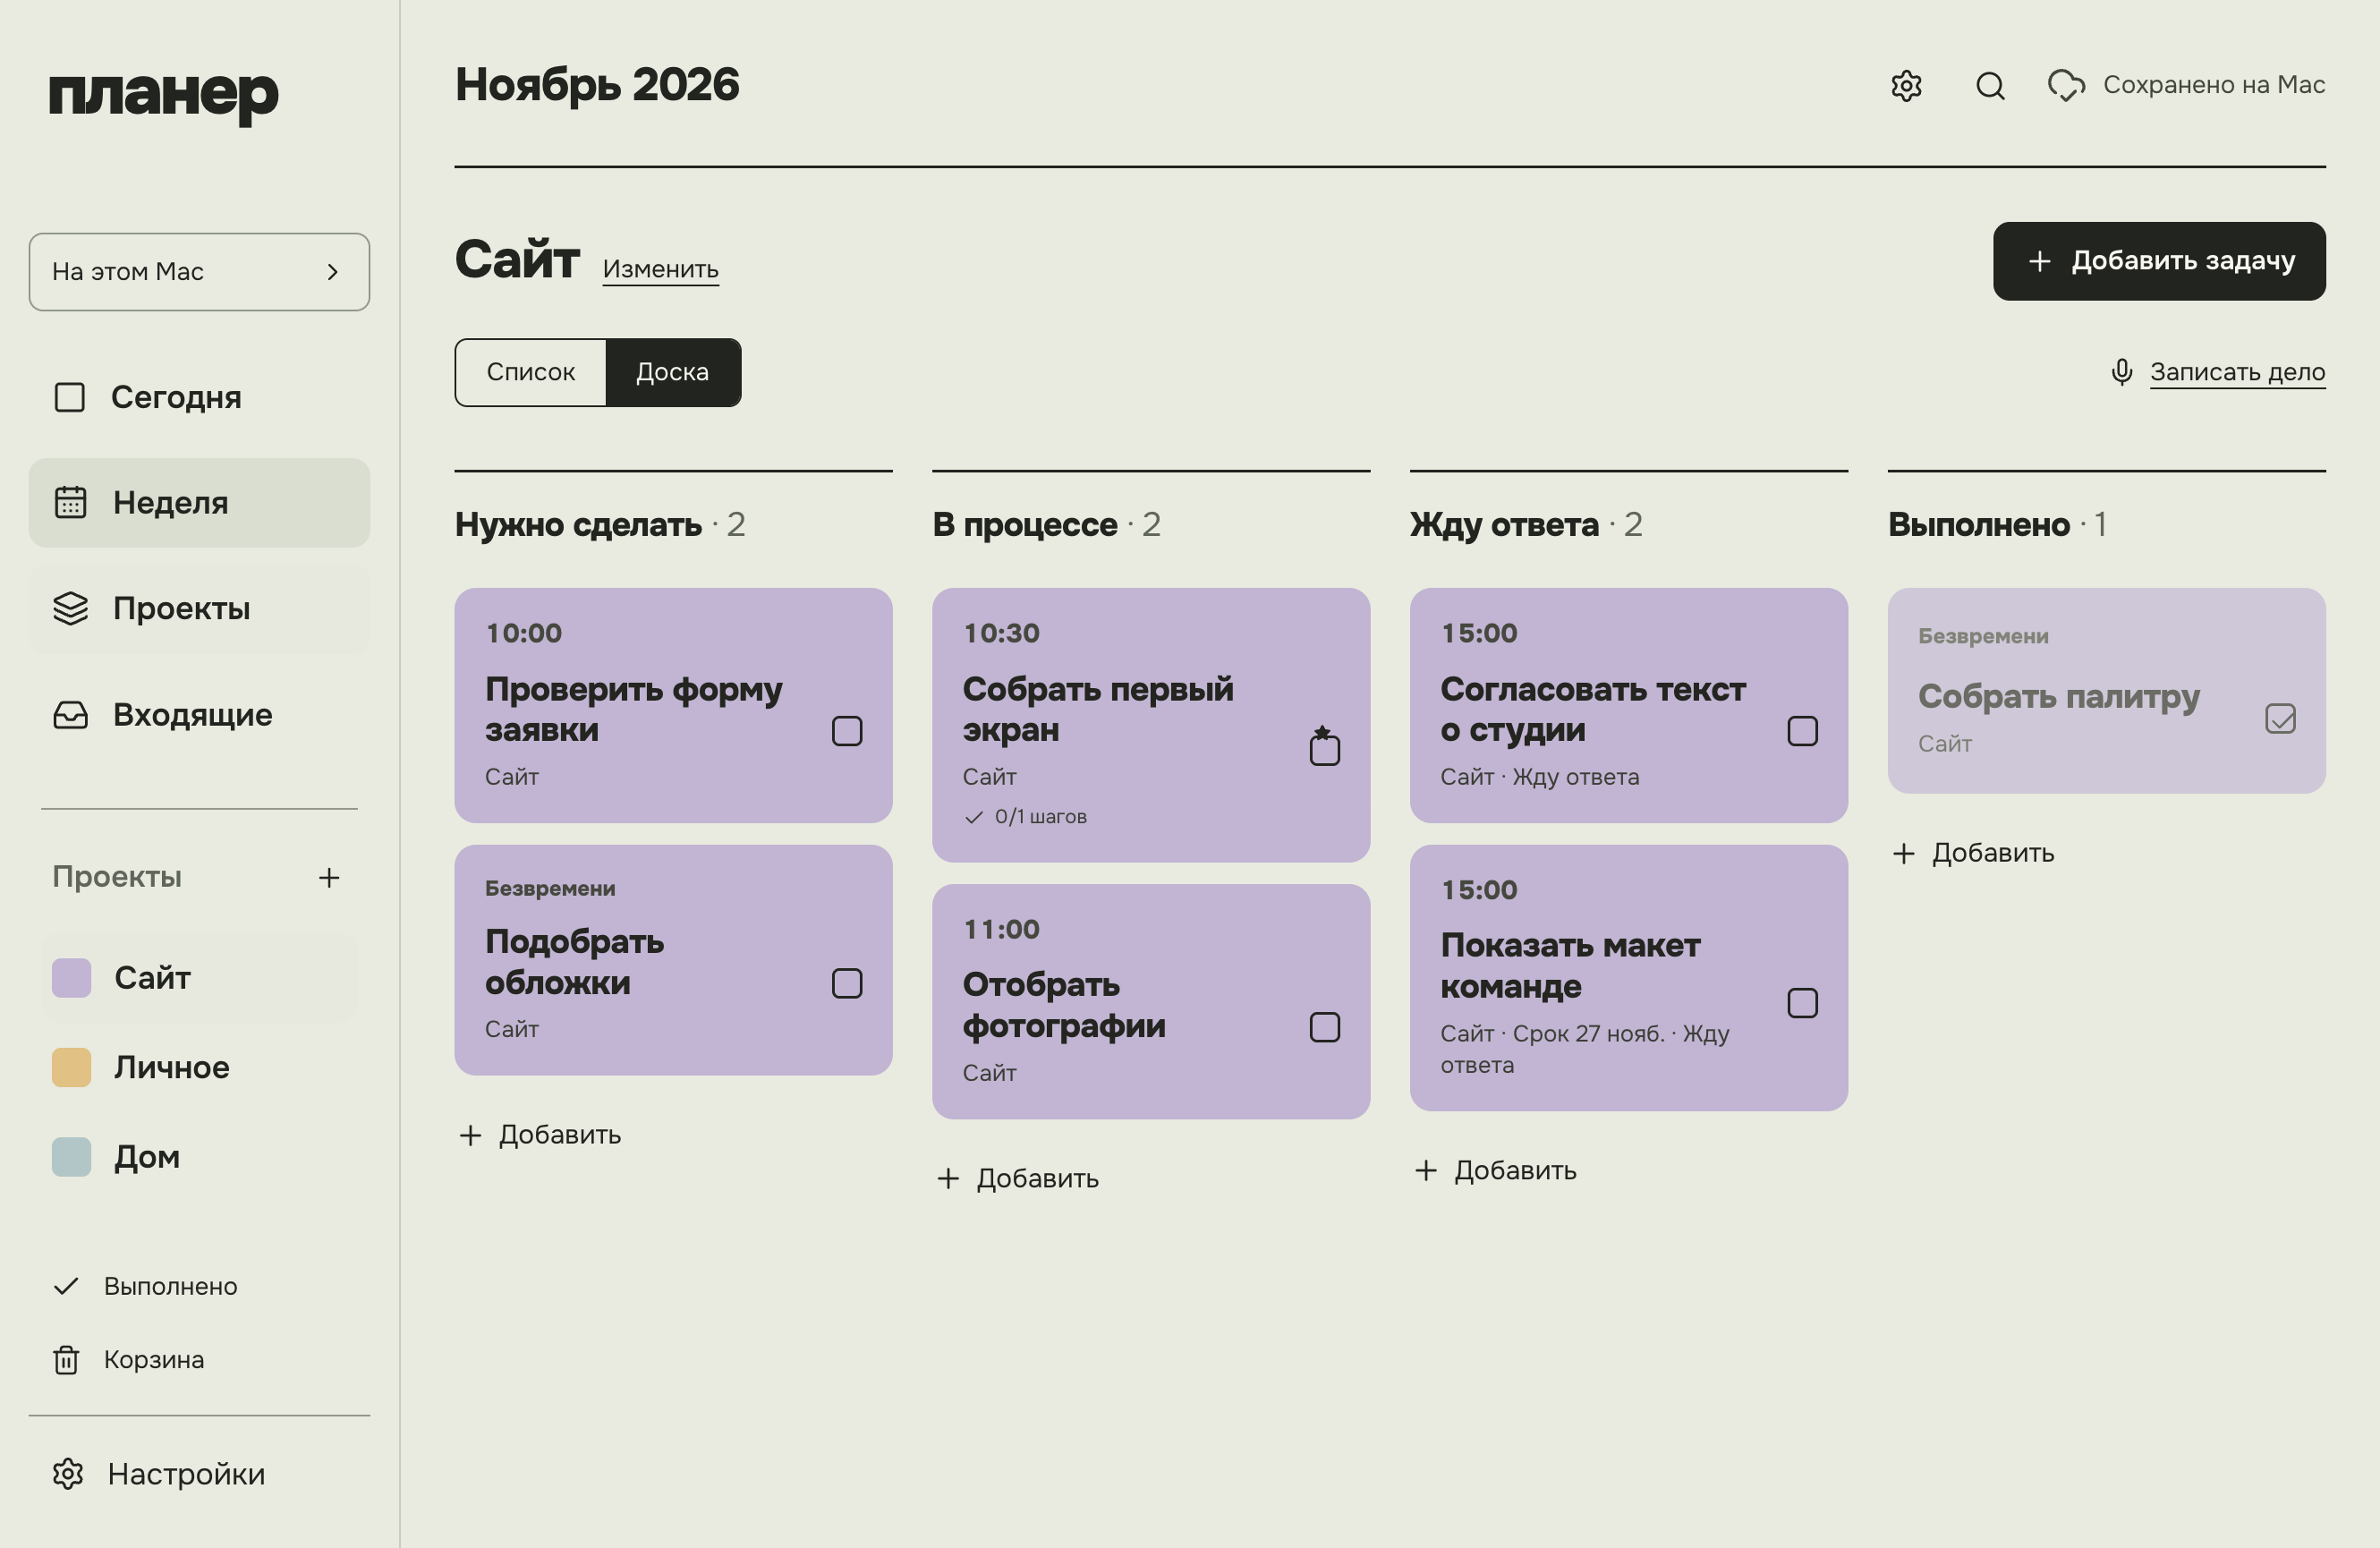 планер
На этом Mac
Сегодня
Неделя
Проекты
Входящие
Проекты
Сайт
Личное
Дом
Выполнено
Корзина
Настройки
Ноябрь 2026
Сохранено на Mac
Сайт
Изменить
Добавить задачу
Список
Доска
Записать дело
Нужно сделать · 2
10:00
Проверить форму
заявки
Сайт
Безвремени
Подобрать
обложки
Сайт
Добавить
В процессе · 2
10:30
Собрать первый
экран
Сайт
0/1 шагов
11:00
Отобрать
фотографии
Сайт
Добавить
Жду ответа · 2
15:00
Согласовать текст
о студии
Сайт · Жду ответа
15:00
Показать макет
команде
Сайт · Срок 27 нояб. · Жду
ответа
Добавить
Выполнено · 1
Безвремени
Собрать палитру
Сайт
Добавить